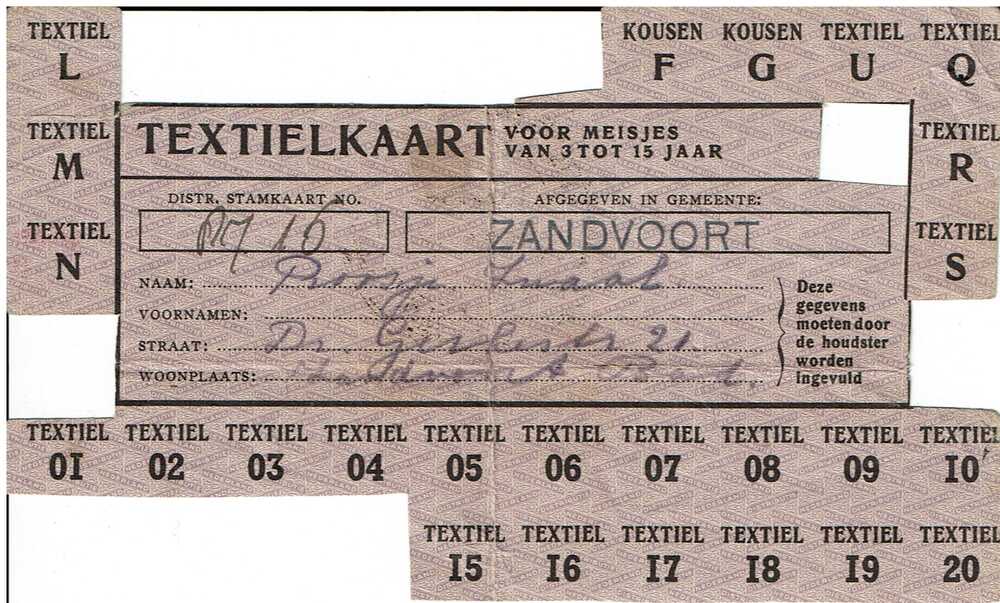 TEXTIEL KOUSEN KOUSEN TEXTIEL TEXTIEL
L F G U Q
TEXTIELKAART VOOR MEISJES
VAN 3 TOT 15 JAAR
TEXTIEL TEXTIEL
M R
DISTR. STAMKAART NO. AFGEGEVEN IN GEMEENTE:
16 ZANDVOORT
TEXTIEL TEXTIEL
N S
NAAM: Roosje
VOORNAMEN:
STRAAT: Dr. 21
WOONPLAATS: Zandvoort
Deze
gegevens
moeten door
de houdster
worden
ingevuld
TEXTIEL TEXTIEL TEXTIEL TEXTIEL TEXTIEL TEXTIEL TEXTIEL TEXTIEL TEXTIEL TEXTIEL
01 02 03 04 05 06 07 08 09 10
TEXTIEL TEXTIEL TEXTIEL TEXTIEL TEXTIEL TEXTIEL
15 16 17 18 19 20